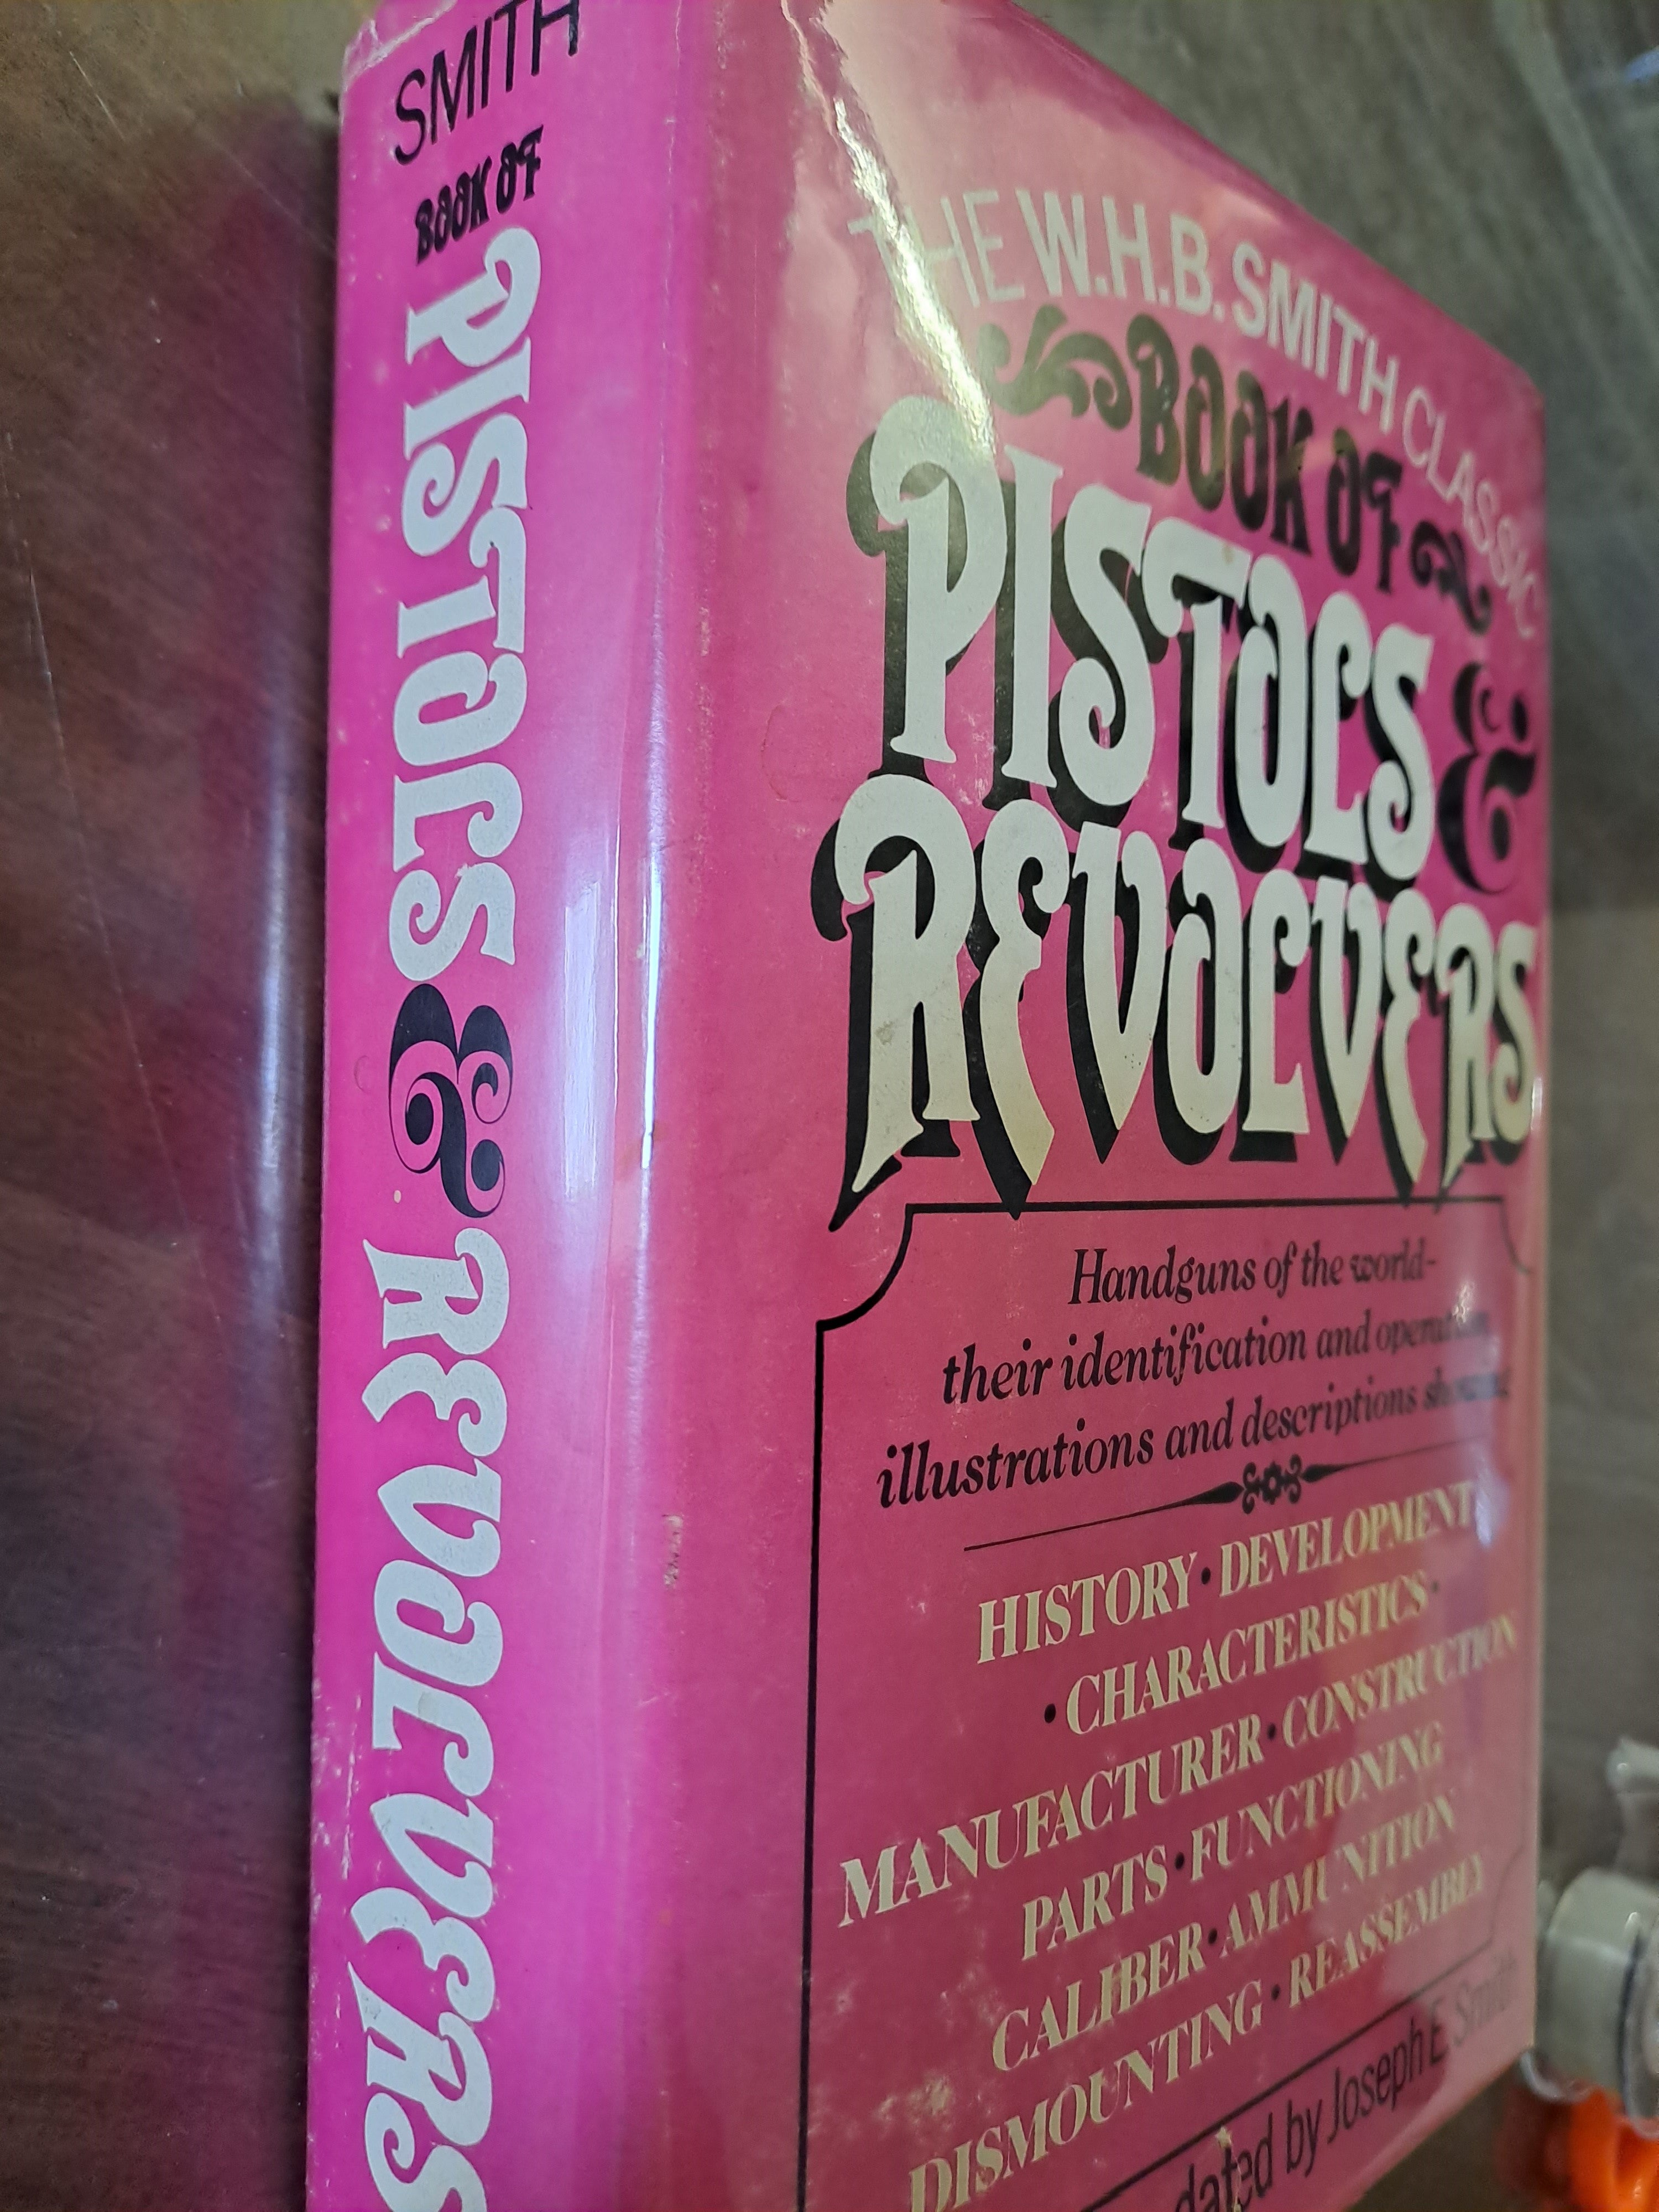 SMITH
BOOK OF
PISTOLS & REVOLVERS
THE W.H.B. SMITH CLASSIC
BOOK OF
PISTOLS &
REVOLVERS
Handguns of the world-
their identification and
illustrations and descriptions
HISTORY • DEVELOPMENT
• CHARACTERISTICS •
MANUFACTURER • CONSTRUCTION
PARTS • FUNCTIONING
CALIBER • AMMUNITION
DISMOUNTING • REASSEMBLY
dated by Joseph E. Smith